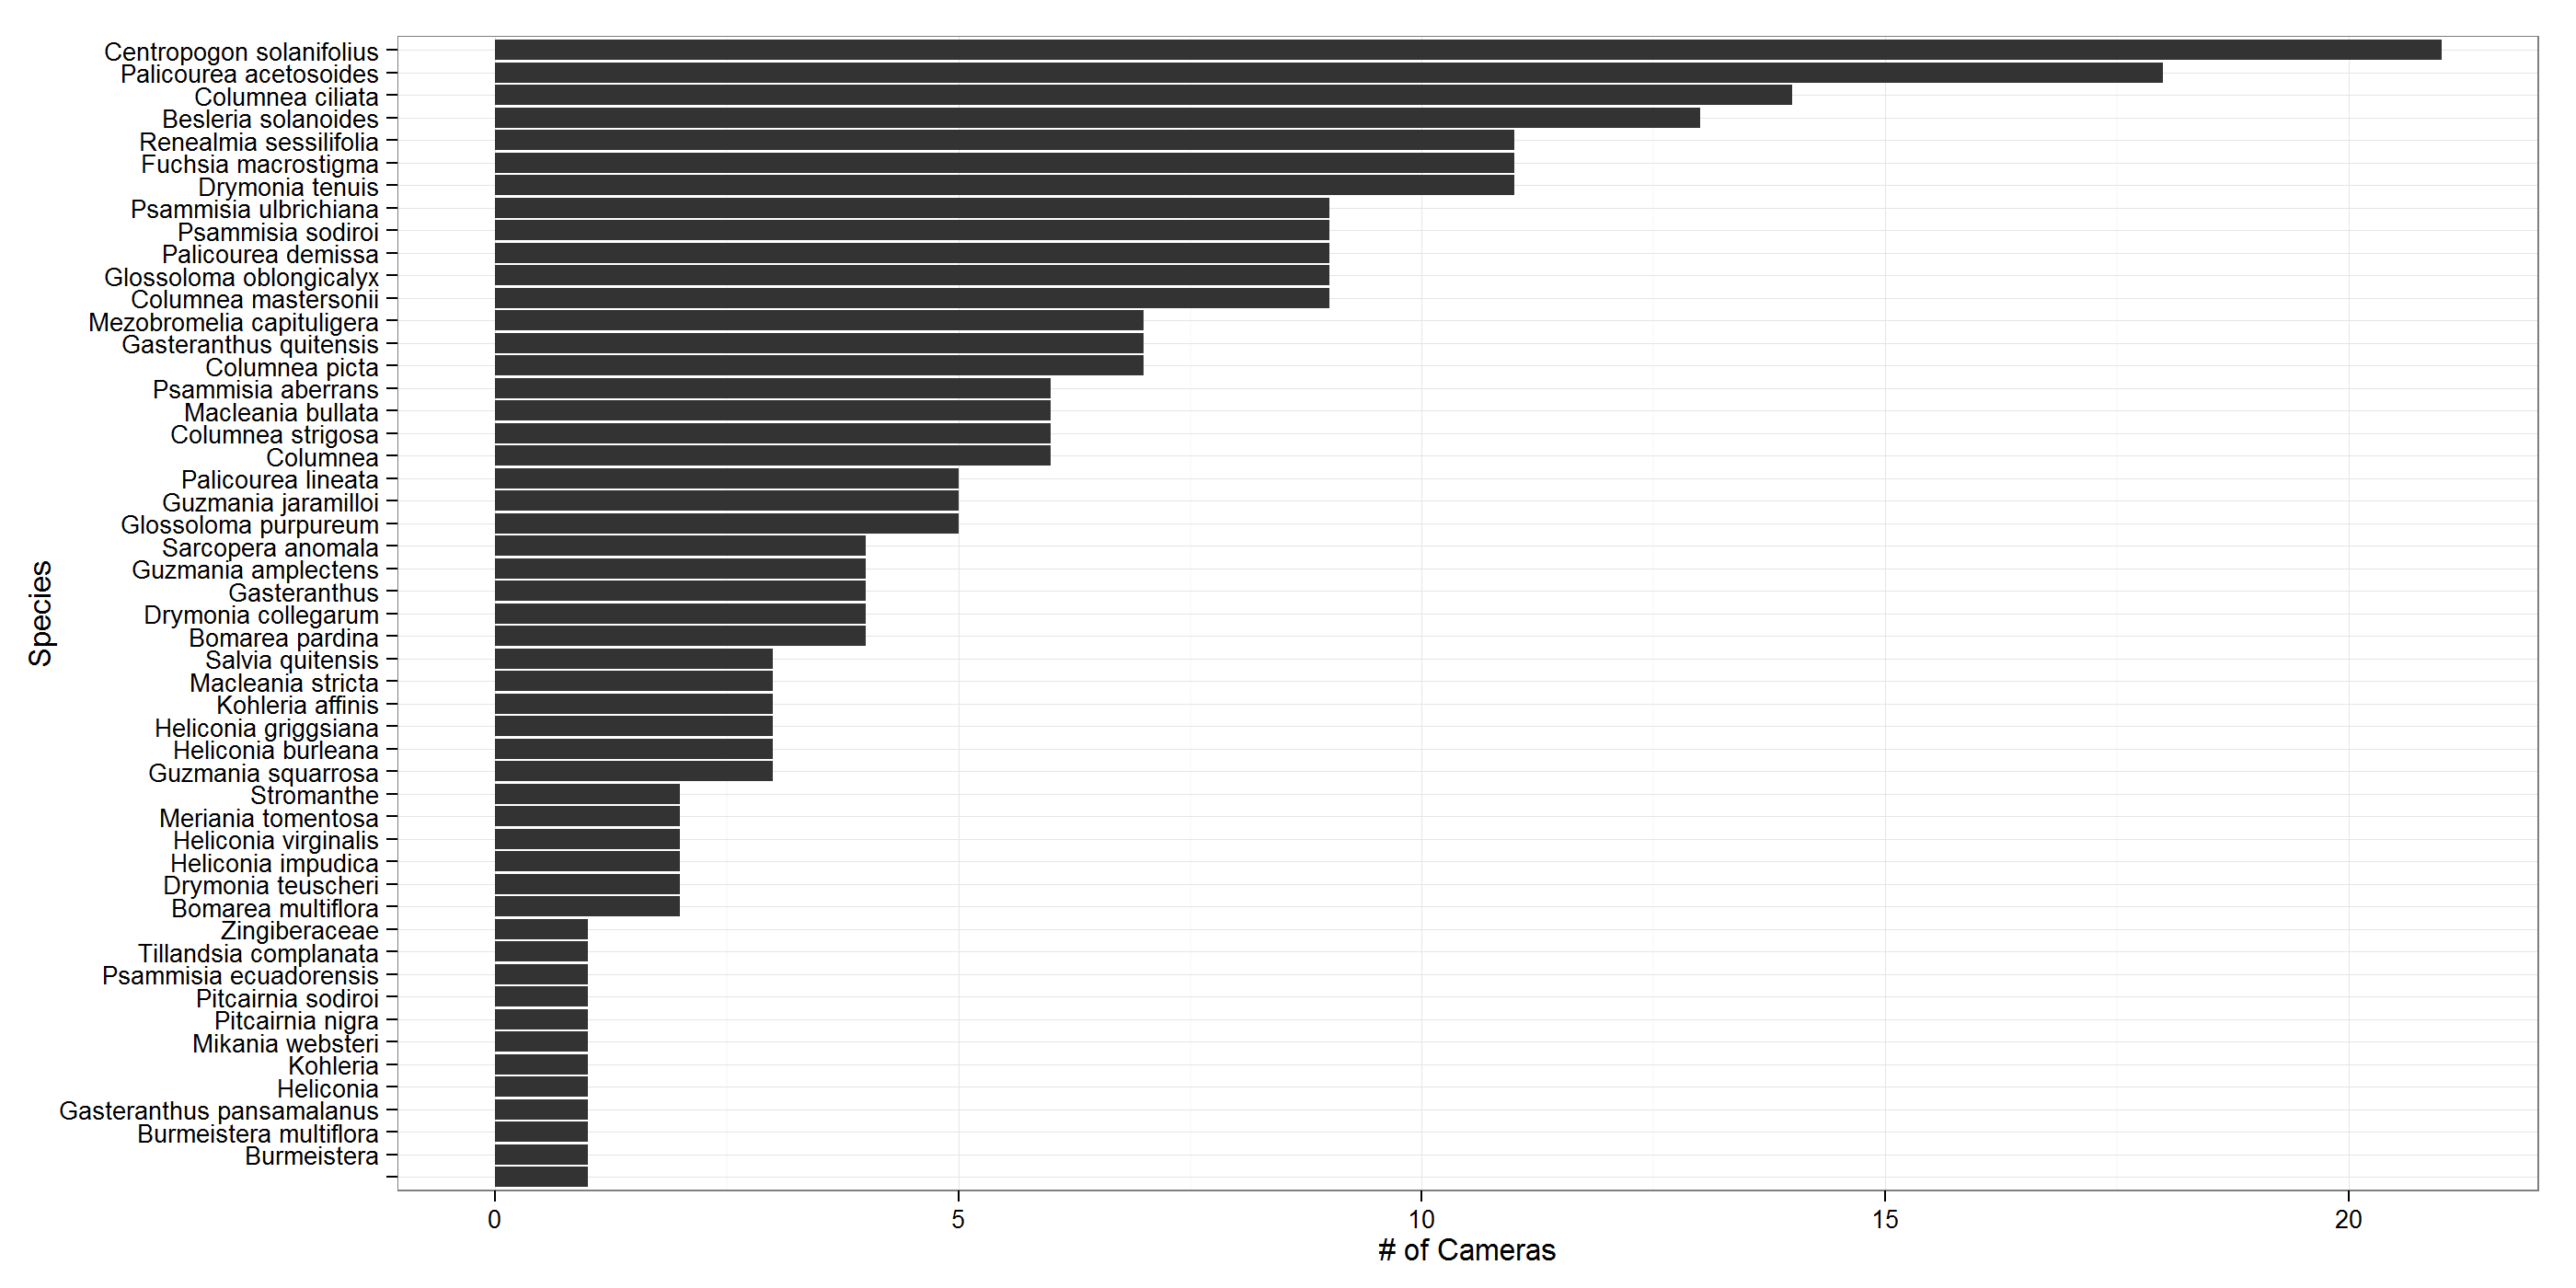 Centropogon solanifolius
Palicourea acetosoides
Columnea ciliata
Besleria solanoides
Renealmia sessilifolia
Fuchsia macrostigma
Drymonia tenuis
Psammisia ulbrichiana
Psammisia sodiroi
Palicourea demissa
Glossoloma oblongicalyx
Columnea mastersonii
Mezobromelia capituligera
Gasteranthus quitensis
Columnea picta
Psammisia aberrans
Macleania bullata
Columnea strigosa
Columnea
Palicourea lineata
Guzmania jaramilloi
Glossoloma purpureum
Sarcopera anomala
Guzmania amplectens
Gasteranthus
Drymonia collegarum
Bomarea pardina
Salvia quitensis
Macleania stricta
Kohleria affinis
Heliconia griggsiana
Heliconia burleana
Guzmania squarrosa
Stromanthe
Meriania tomentosa
Heliconia virginalis
Heliconia impudica
Drymonia teuscheri
Bomarea multiflora
Zingiberaceae
Tillandsia complanata
Psammisia ecuadorensis
Pitcairnia sodiroi
Pitcairnia nigra
Mikania websteri
Kohleria
Heliconia
Gasteranthus pansamalanus
Burmeistera multiflora
Burmeistera
Species
0 5 10 15 20
# of Cameras